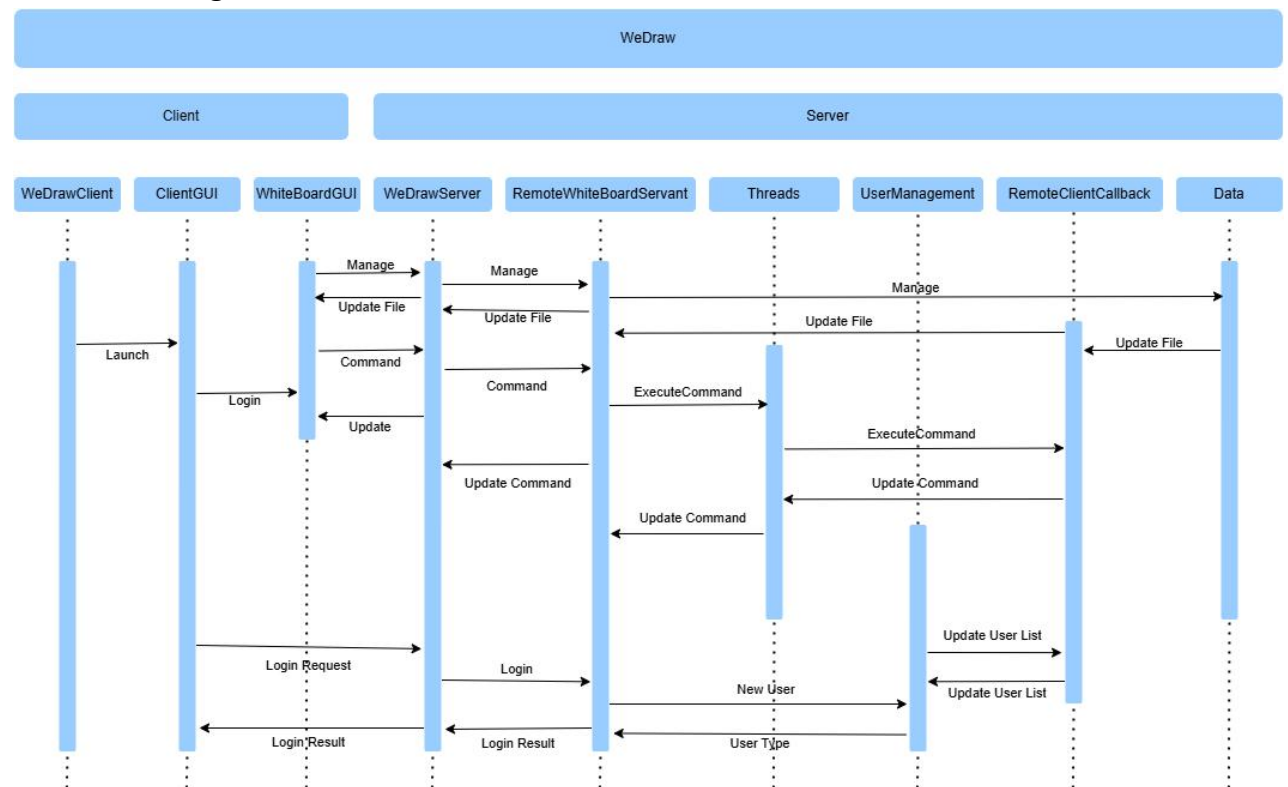 WeDraw
Client
Server
WeDrawClient
ClientGUI
WhiteBoardGUI
WeDrawServer
RemoteWhiteBoardServant
Threads
UserManagement
RemoteClientCallback
Data
Manage
Manage
Manage
Update File
Update File
Update File
Update File
Launch
Command
Command
Login
ExecuteCommand
Update
ExecuteCommand
Update Command
Update Command
Update Command
Update User List
Login Request
Login
New User
Update User List
Login Result
Login Result
User Type